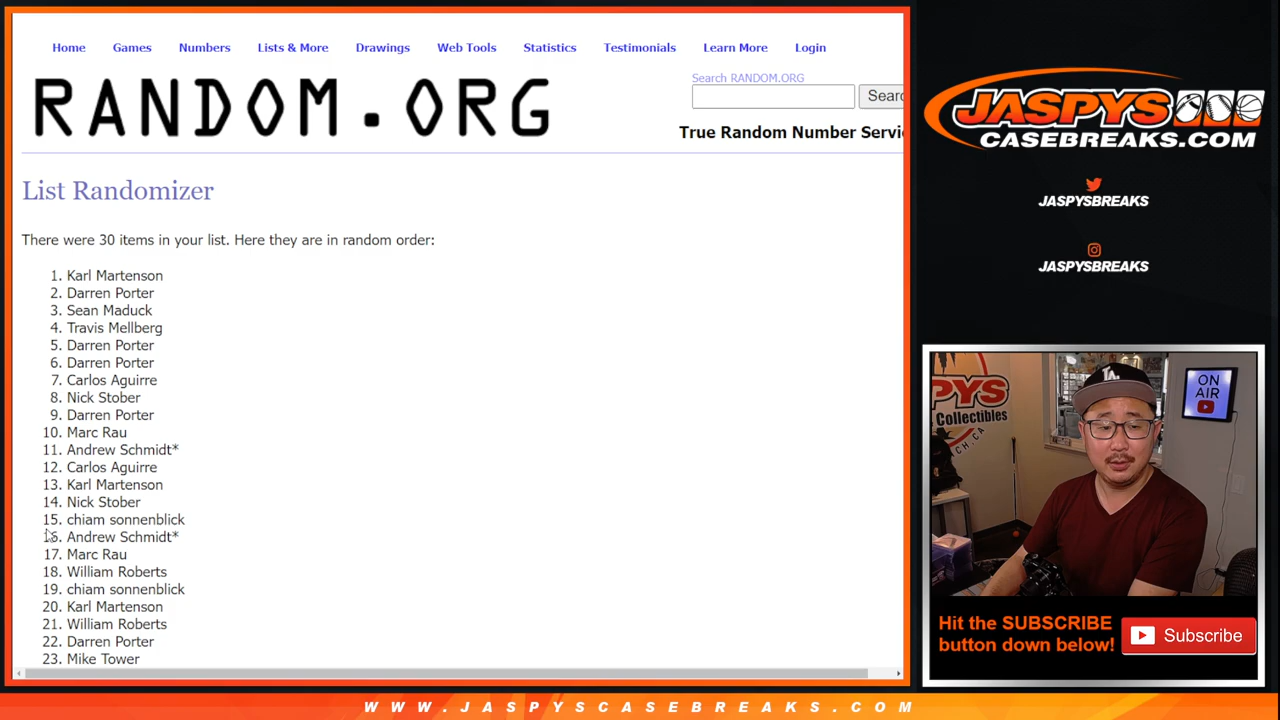 Home Games Numbers Lists & More Drawings Web Tools Statistics Testimonials Learn More Login
RANDOM.ORG
Search RANDOM.ORG
True Random Number Servi
List Randomizer
There were 30 items in your list. Here they are in random order:
1. Karl Martenson
2. Darren Porter
3. Sean Maduck
4. Travis Mellberg
5. Darren Porter
6. Darren Porter
7. Carlos Aguirre
8. Nick Stober
9. Darren Porter
10. Marc Rau
11. Andrew Schmidt*
12. Carlos Aguirre
13. Karl Martenson
14. Nick Stober
15. chiam sonnenblick
16. Andrew Schmidt*
17. Marc Rau
18. William Roberts
19. chiam sonnenblick
20. Karl Martenson
21. William Roberts
22. Darren Porter
23. Mike Tower
JASPYS
CASEBREAKS.COM
JASPYSBREAKS
JASPYSBREAKS
PYS
Collectibles
CH, CA
LA
ON
AIR
Hit the SUBSCRIBE
button down below!
Subscribe
WWW.JASPYSCASEBREAKS.COM